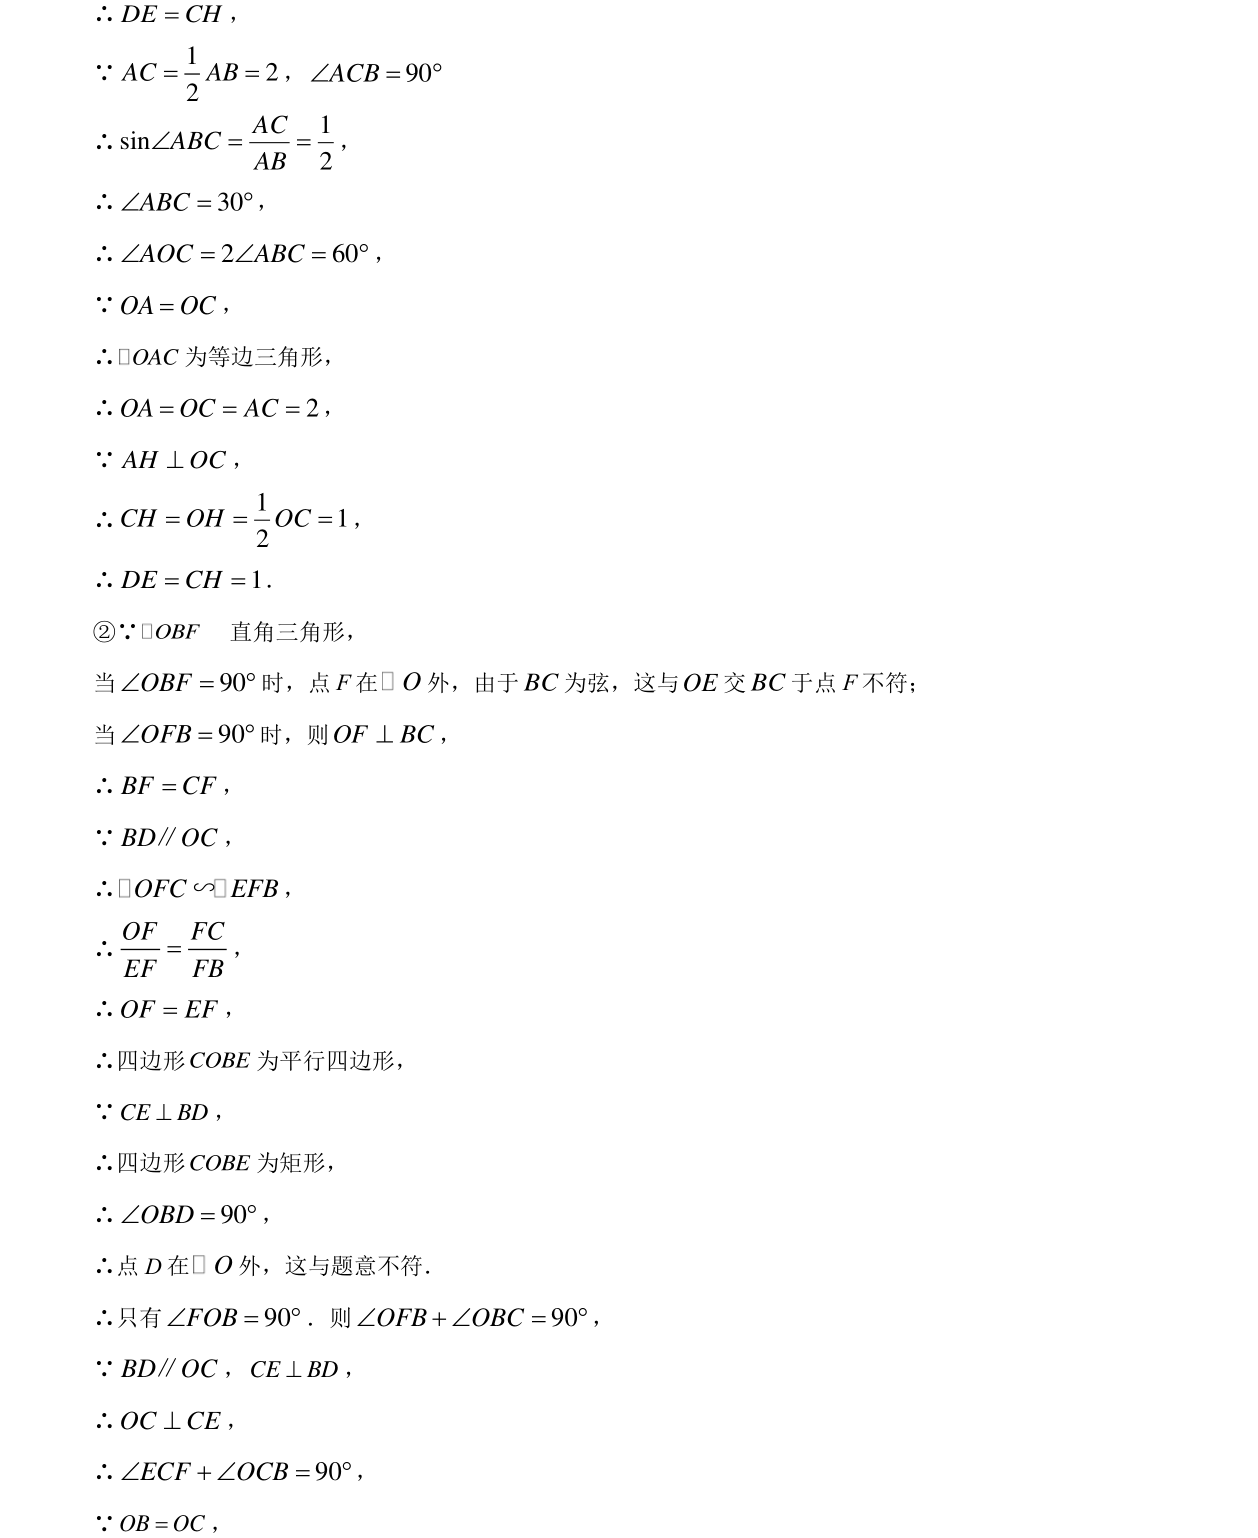 ∴ DE = CH，
∵ AC = 1/2 AB = 2，∠ACB = 90°
∴ sin∠ABC = AC/AB = 1/2，
∴ ∠ABC = 30°，
∴ ∠AOC = 2∠ABC = 60°，
∵ OA = OC，
∴ □OAC 为等边三角形，
∴ OA = OC = AC = 2，
∵ AH ⊥ OC，
∴ CH = OH = 1/2 OC = 1，
∴ DE = CH = 1．
②∵ □OBF 直角三角形，
当 ∠OBF = 90° 时，点 F 在 □ O 外，由于 BC 为弦，这与 OE 交 BC 于点 F 不符；
当 ∠OFB = 90° 时，则 OF ⊥ BC，
∴ BF = CF，
∵ BD∥OC，
∴ □OFC ∽ □EFB，
∴ OF/EF = FC/FB，
∴ OF = EF，
∴四边形 COBE 为平行四边形，
∵ CE ⊥ BD，
∴四边形 COBE 为矩形，
∴ ∠OBD = 90°，
∴点 D 在 □ O 外，这与题意不符．
∴只有 ∠FOB = 90°．则 ∠OFB + ∠OBC = 90°，
∵ BD∥OC，CE ⊥ BD，
∴ OC ⊥ CE，
∴ ∠ECF + ∠OCB = 90°，
∵ OB = OC，